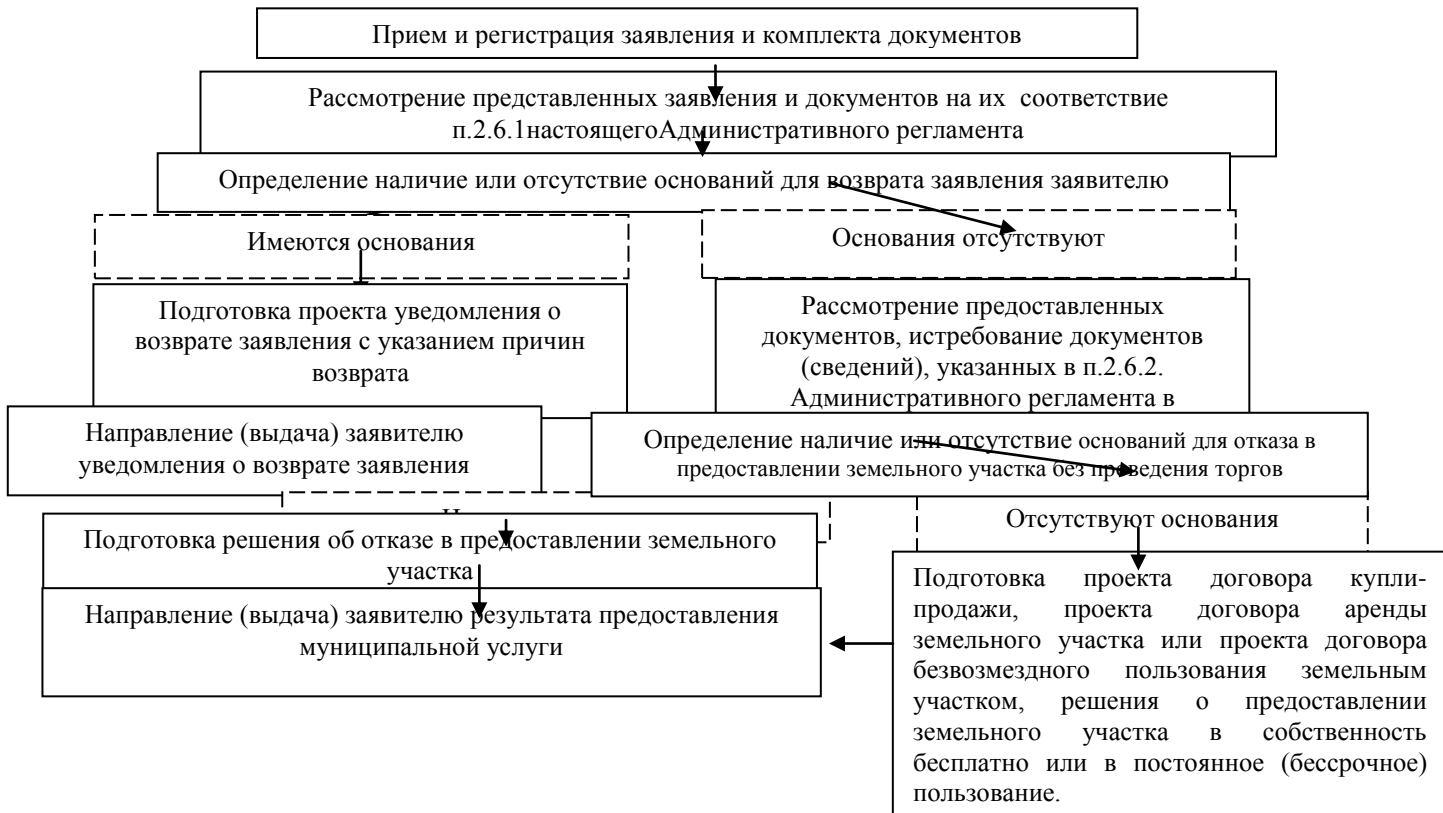 Прием и регистрация заявления и комплекта документов
Рассмотрение представленных заявления и документов на их соответствие
п.2.6.1настоящегоАдминистративного регламента
Определение наличие или отсутствие оснований для возврата заявления заявителю
Имеются основания
Основания отсутствуют
Подготовка проекта уведомления о
возврате заявления с указанием причин
возврата
Рассмотрение предоставленных
документов, истребование документов
(сведений), указанных в п.2.6.2.
Административного регламента в
Направление (выдача) заявителю
уведомления о возврате заявления
Определение наличие или отсутствие оснований для отказа в
предоставлении земельного участка без проведения торгов
Отсутствуют основания
Подготовка решения об отказе в предоставлении земельного
участка
Направление (выдача) заявителю результата предоставления
муниципальной услуги
Подготовка проекта договора купли-
продажи, проекта договора аренды
земельного участка или проекта договора
безвозмездного пользования земельным
участком, решения о предоставлении
земельного участка в собственность
бесплатно или в постоянное (бессрочное)
пользование.